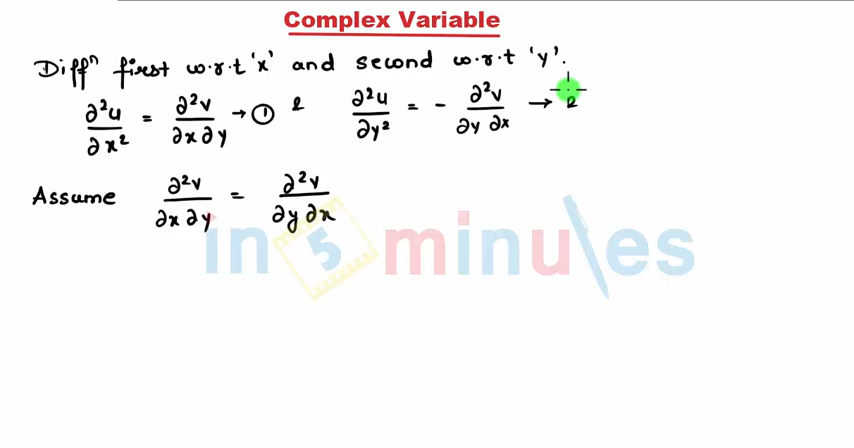 Complex Variable
Diffⁿ first w.r.t 'x' and second w.r.t 'y'.
∂²u/∂x² = ∂²v/∂x∂y → ① & ∂²u/∂y² = - ∂²v/∂y ∂x → 2
Assume ∂²v/∂x∂y = ∂²v/∂y ∂x
in 5 minutes